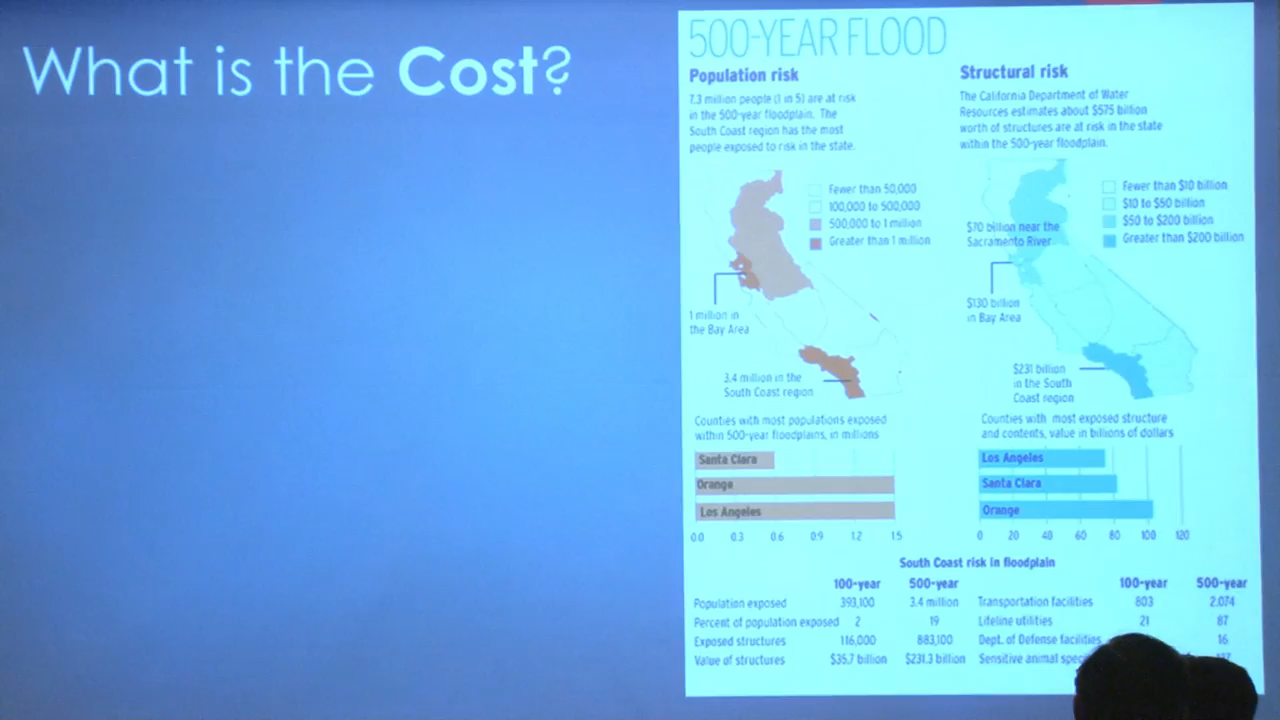 What is the Cost?
500-YEAR FLOOD
Population risk
7.3 million people (1 in 5) are at risk
in the 500-year floodplain. The
South Coast region has the most
people exposed to risk in the state.
Fewer than 50,000
100,000 to 500,000
500,000 to 1 million
Greater than 1 million
1 million in
the Bay Area
3.4 million in the
South Coast region
Counties with most populations exposed
within 500-year floodplains, in millions
Santa Clara
Orange
Los Angeles
0.0 0.3 0.6 0.9 1.2 1.5
Structural risk
The California Department of Water
Resources estimates about $575 billion
worth of structures are at risk in the state
within the 500-year floodplain.
Fewer than $10 billion
$10 to $50 billion
$50 to $200 billion
Greater than $200 billion
$70 billion near the
Sacramento River
$130 billion
in Bay Area
$231 billion
in the South
Coast region
Counties with most exposed structure
and contents, value in billions of dollars
Los Angeles
Santa Clara
Orange
0 20 40 60 80 100 120
South Coast risk in floodplain
100-year 500-year 100-year 500-year
Population exposed 393,100 3.4 million Transportation facilities 803 2,074
Percent of population exposed 2 19 Lifeline utilities 21 87
Exposed structures 116,000 883,100 Dept. of Defense facilities 16
Value of structures $35.7 billion $231.3 billion Sensitive animal